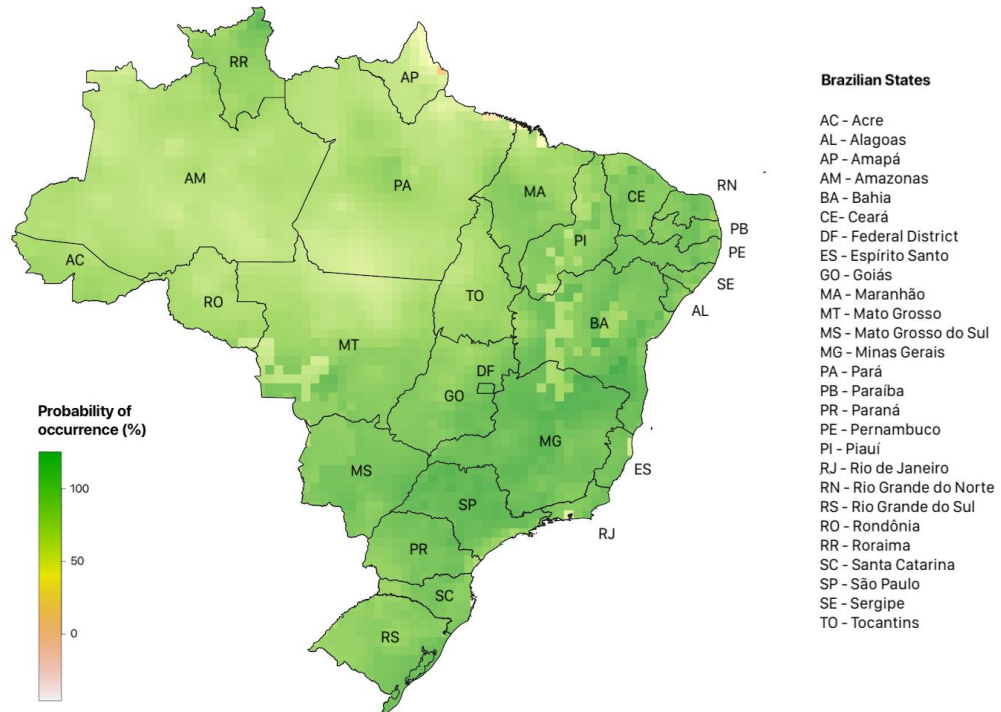 RR
AP
AM
PA
MA
CE
RN
PB
PE
PI
AC
RO
TO
SE
AL
BA
MT
DF
GO
MG
MS
ES
SP
RJ
PR
SC
RS
Probability of
occurrence (%)
100
50
0
Brazilian States
AC - Acre
AL - Alagoas
AP - Amapá
AM - Amazonas
BA - Bahia
CE- Ceará
DF - Federal District
ES - Espírito Santo
GO - Goiás
MA - Maranhão
MT - Mato Grosso
MS - Mato Grosso do Sul
MG - Minas Gerais
PA - Pará
PB - Paraíba
PR - Paraná
PE - Pernambuco
PI - Piauí
RJ - Rio de Janeiro
RN - Rio Grande do Norte
RS - Rio Grande do Sul
RO - Rondônia
RR - Roraima
SC - Santa Catarina
SP - São Paulo
SE - Sergipe
TO - Tocantins